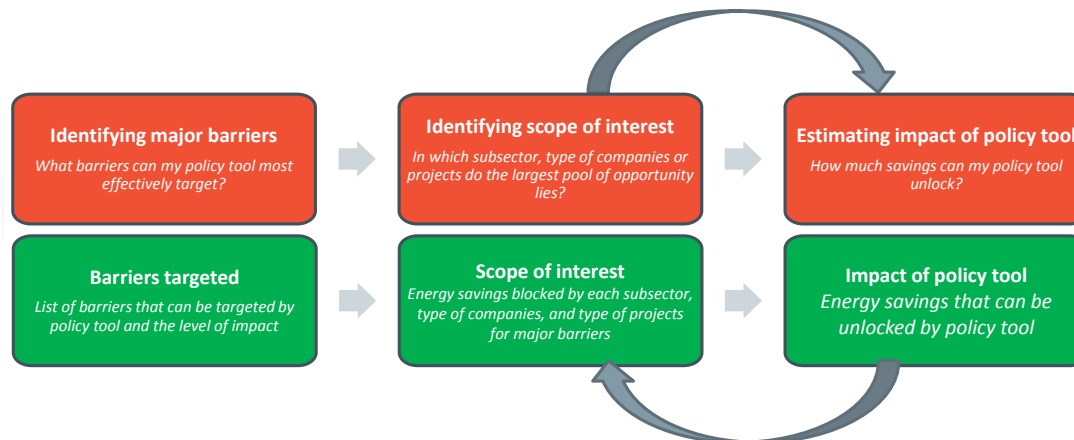 Identifying major barriers
What barriers can my policy tool most
effectively target?
Identifying scope of interest
In which subsector, type of companies or
projects do the largest pool of opportunity
lies?
Estimating impact of policy tool
How much savings can my policy tool
unlock?
Barriers targeted
List of barriers that can be targeted by
policy tool and the level of impact
Scope of interest
Energy savings blocked by each subsector,
type of companies, and type of projects
for major barriers
Impact of policy tool
Energy savings that can be
unlocked by policy tool